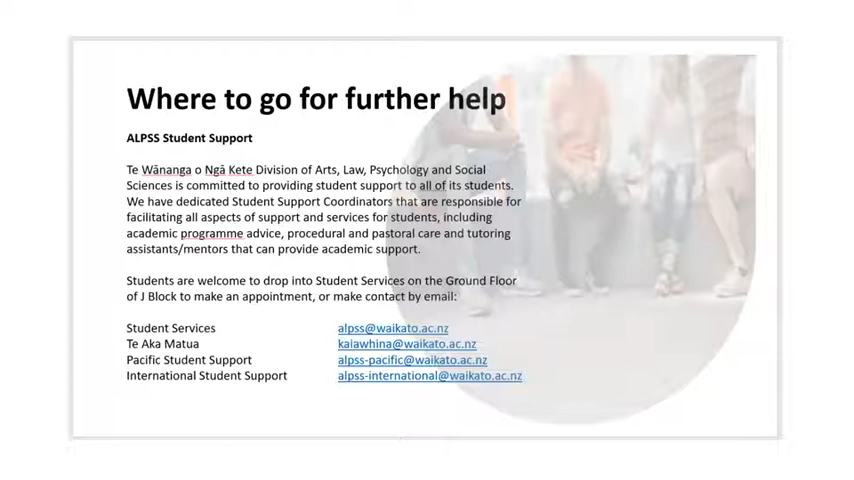 Where to go for further help
ALPSS Student Support
Te Wānanga o Ngā Kete Division of Arts, Law, Psychology and Social
Sciences is committed to providing student support to all of its students.
We have dedicated Student Support Coordinators that are responsible for
facilitating all aspects of support and services for students, including
academic programme advice, procedural and pastoral care and tutoring
assistants/mentors that can provide academic support.
Students are welcome to drop into Student Services on the Ground Floor
of J Block to make an appointment, or make contact by email:
Student Services alpss@waikato.ac.nz
Te Aka Matua kaiawhina@waikato.ac.nz
Pacific Student Support alpss-pacific@waikato.ac.nz
International Student Support alpss-international@waikato.ac.nz